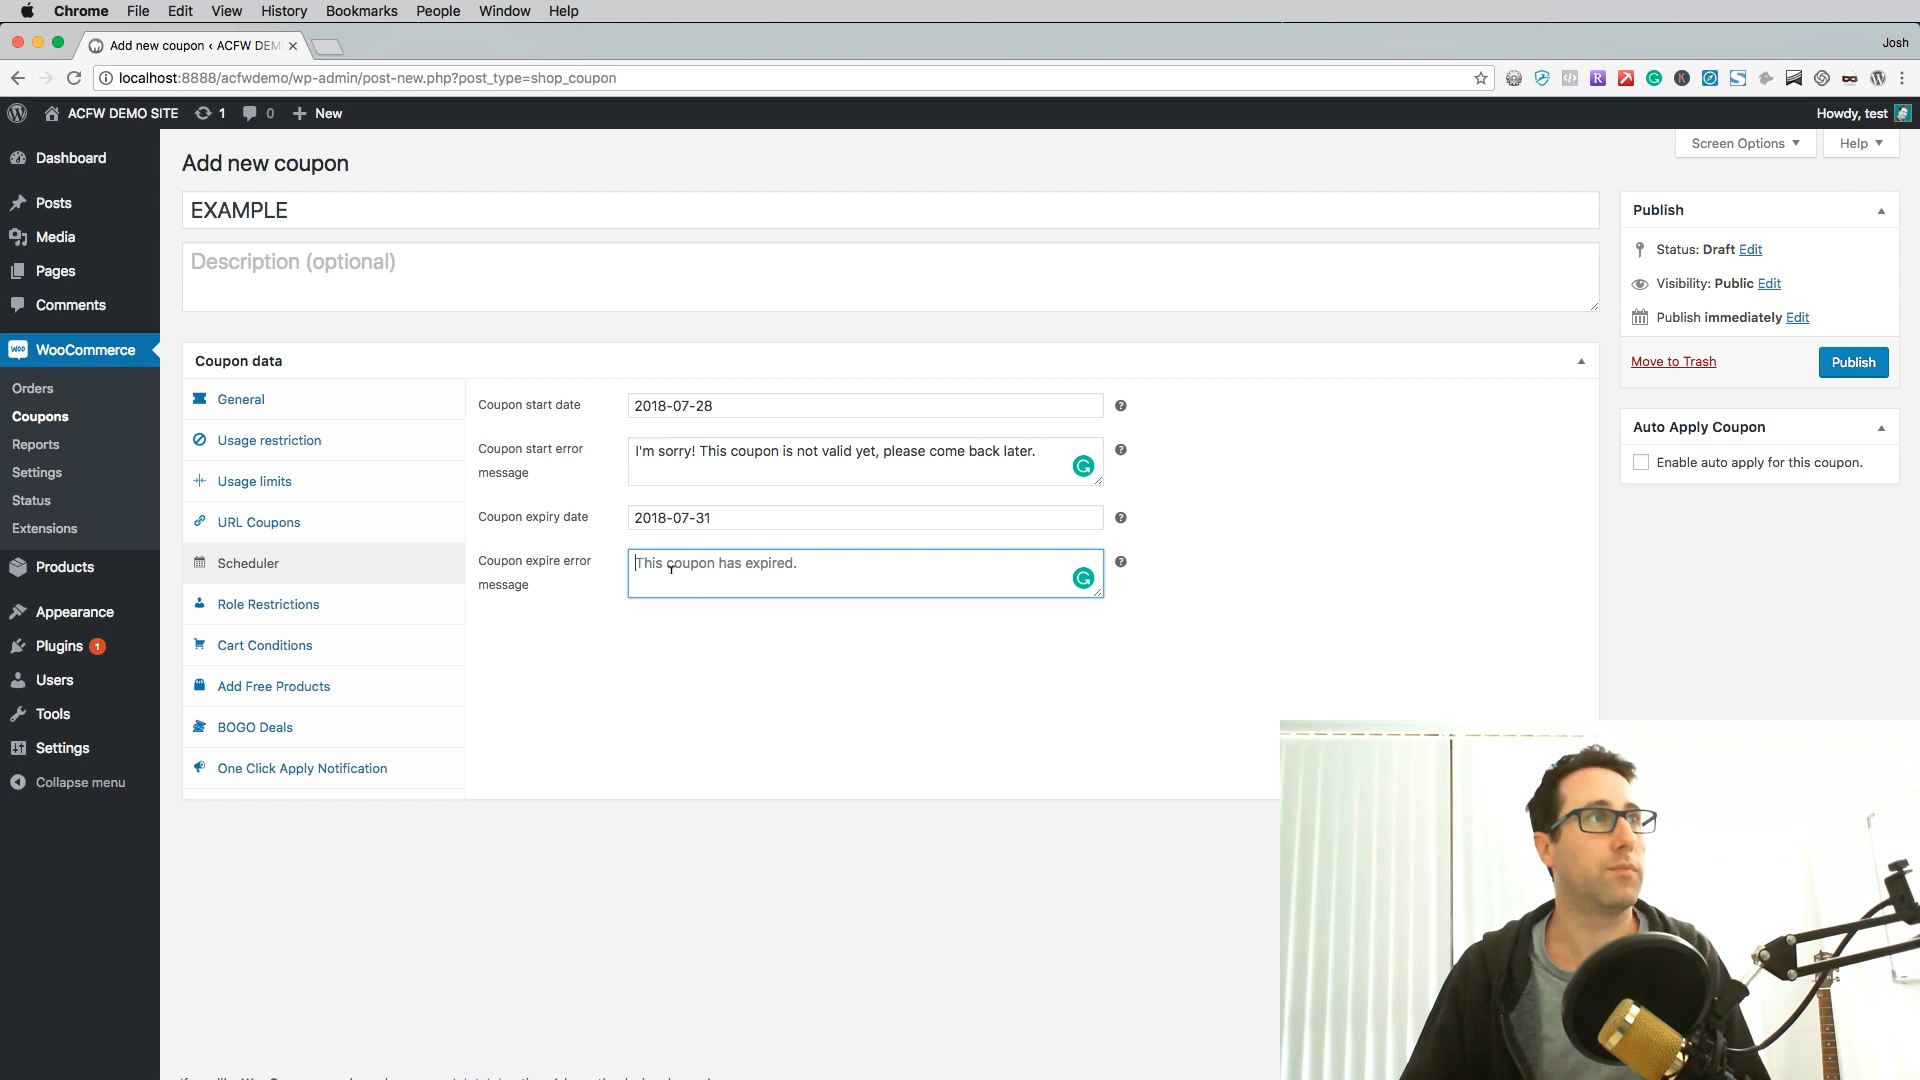 Chrome File Edit View History Bookmarks People Window Help
Add new coupon ‹ ACFW DEM
Josh
localhost:8888/acfwdemo/wp-admin/post-new.php?post_type=shop_coupon
ACFW DEMO SITE 1 0 + New
Howdy, test
Screen Options
Help
Dashboard
Posts
Media
Pages
Comments
WooCommerce
Orders
Coupons
Reports
Settings
Status
Extensions
Products
Appearance
Plugins 1
Users
Tools
Settings
Collapse menu
Add new coupon
EXAMPLE
Description (optional)
Coupon data
General
Usage restriction
Usage limits
URL Coupons
Scheduler
Role Restrictions
Cart Conditions
Add Free Products
BOGO Deals
One Click Apply Notification
Coupon start date
2018-07-28
Coupon start error
message
I'm sorry! This coupon is not valid yet, please come back later.
Coupon expiry date
2018-07-31
Coupon expire error
message
This coupon has expired.
Publish
Status: Draft Edit
Visibility: Public Edit
Publish immediately Edit
Move to Trash
Publish
Auto Apply Coupon
Enable auto apply for this coupon.